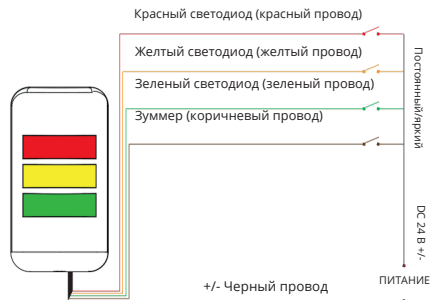 Красный светодиод (красный провод)
Желтый светодиод (желтый провод)
Зеленый светодиод (зеленый провод)
Зуммер (коричневый провод)
Постоянный/яркий
DC 24 В +/-
ПИТАНИЕ
+/- Черный провод